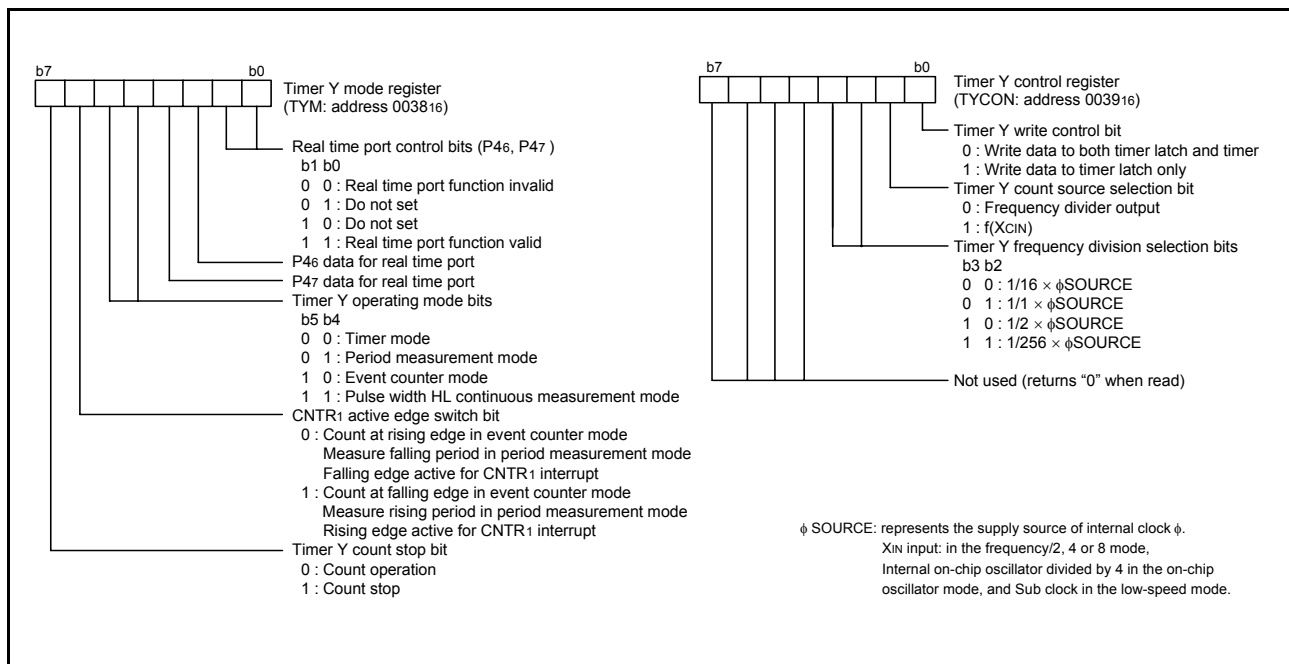 b7 b0
Timer Y mode register
(TYM: address 003816)
Real time port control bits (P46, P47 )
b1 b0
0 0 : Real time port function invalid
0 1 : Do not set
1 0 : Do not set
1 1 : Real time port function valid
P46 data for real time port
P47 data for real time port
Timer Y operating mode bits
b5 b4
0 0 : Timer mode
0 1 : Period measurement mode
1 0 : Event counter mode
1 1 : Pulse width HL continuous measurement mode
CNTR1 active edge switch bit
0 : Count at rising edge in event counter mode
Measure falling period in period measurement mode
Falling edge active for CNTR1 interrupt
1 : Count at falling edge in event counter mode
Measure rising period in period measurement mode
Rising edge active for CNTR1 interrupt
Timer Y count stop bit
0 : Count operation
1 : Count stop
b7 b0
Timer Y control register
(TYCON: address 003916)
Timer Y write control bit
0 : Write data to both timer latch and timer
1 : Write data to timer latch only
Timer Y count source selection bit
0 : Frequency divider output
1 : f(XCIN)
Timer Y frequency division selection bits
b3 b2
0 0 : 1/16 × ϕSOURCE
0 1 : 1/1 × ϕSOURCE
1 0 : 1/2 × ϕSOURCE
1 1 : 1/256 × ϕSOURCE
Not used (returns “0” when read)
ϕ SOURCE: represents the supply source of internal clock ϕ.
XIN input: in the frequency/2, 4 or 8 mode,
Internal on-chip oscillator divided by 4 in the on-chip
oscillator mode, and Sub clock in the low-speed mode.